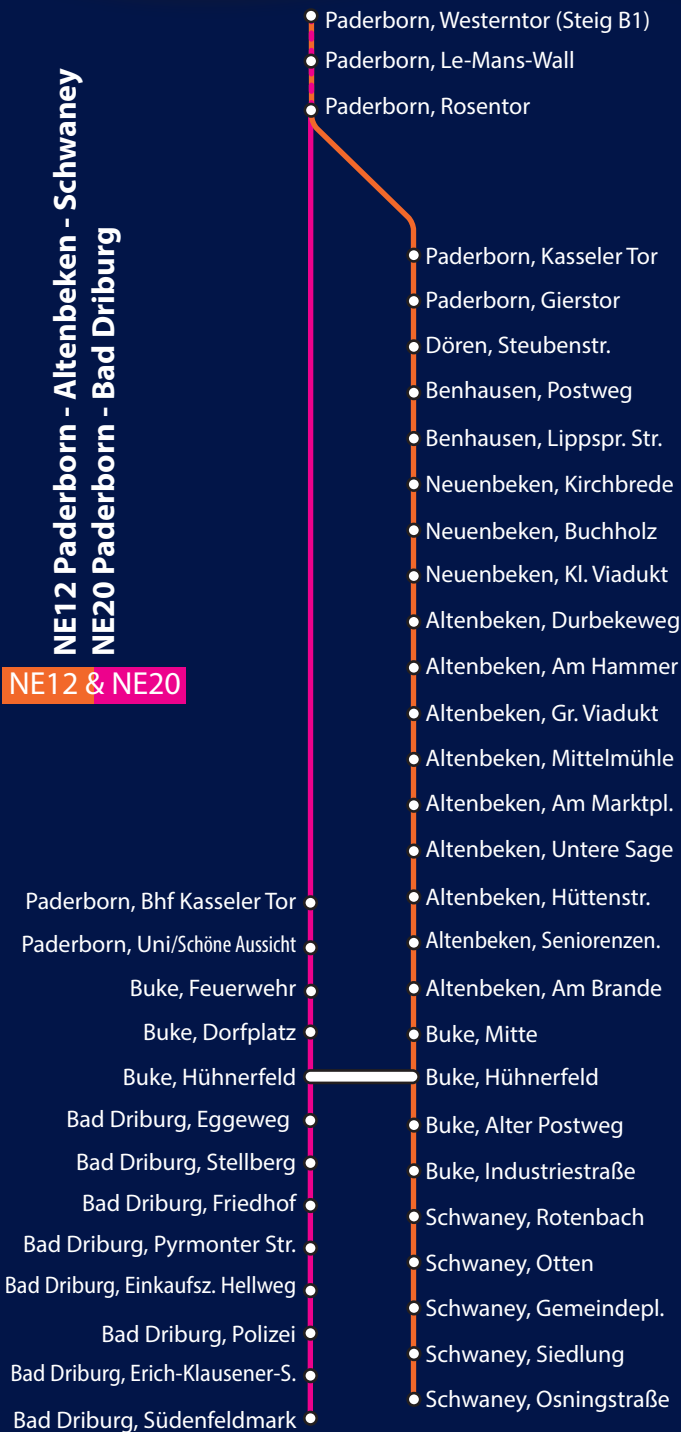 Paderborn, Westerntor (Steig B1)
Paderborn, Le-Mans-Wall
Paderborn, Rosentor
NE12 Paderborn - Altenbeken - Schwaney
NE20 Paderborn - Bad Driburg
NE12 & NE20
Paderborn, Kasseler Tor
Paderborn, Gierstor
Dören, Steubenstr.
Benhausen, Postweg
Benhausen, Lippspr. Str.
Neuenbeken, Kirchbrede
Neuenbeken, Buchholz
Neuenbeken, Kl. Viadukt
Altenbeken, Durbekeweg
Altenbeken, Am Hammer
Altenbeken, Gr. Viadukt
Altenbeken, Mittelmühle
Altenbeken, Am Marktpl.
Altenbeken, Untere Sage
Altenbeken, Hüttenstr.
Altenbeken, Seniorenzen.
Altenbeken, Am Brande
Buke, Mitte
Buke, Hühnerfeld
Buke, Alter Postweg
Buke, Industriestraße
Schwaney, Rotenbach
Schwaney, Otten
Schwaney, Gemeindepl.
Schwaney, Siedlung
Schwaney, Osningstraße
Paderborn, Bhf Kasseler Tor
Paderborn, Uni/Schöne Aussicht
Buke, Feuerwehr
Buke, Dorfplatz
Buke, Hühnerfeld
Bad Driburg, Eggeweg
Bad Driburg, Stellberg
Bad Driburg, Friedhof
Bad Driburg, Pyrmonter Str.
Bad Driburg, Einkaufsz. Hellweg
Bad Driburg, Polizei
Bad Driburg, Erich-Klausener-S.
Bad Driburg, Südenfeldmark